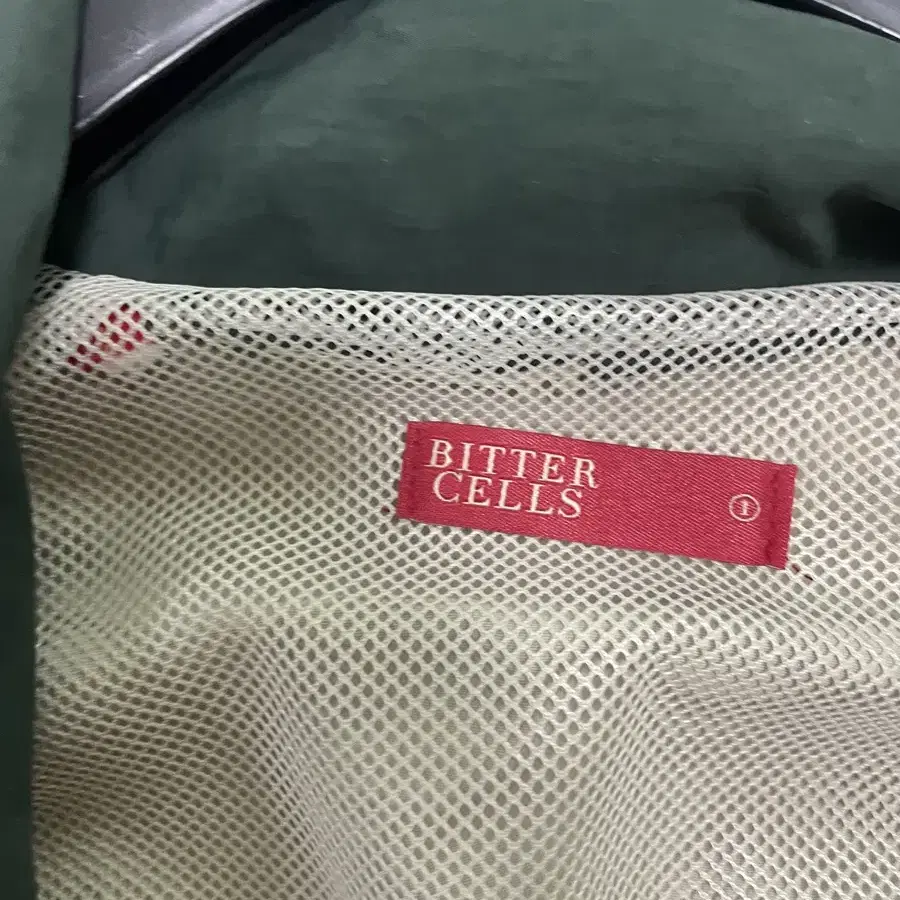 BITTER
CELLS
①